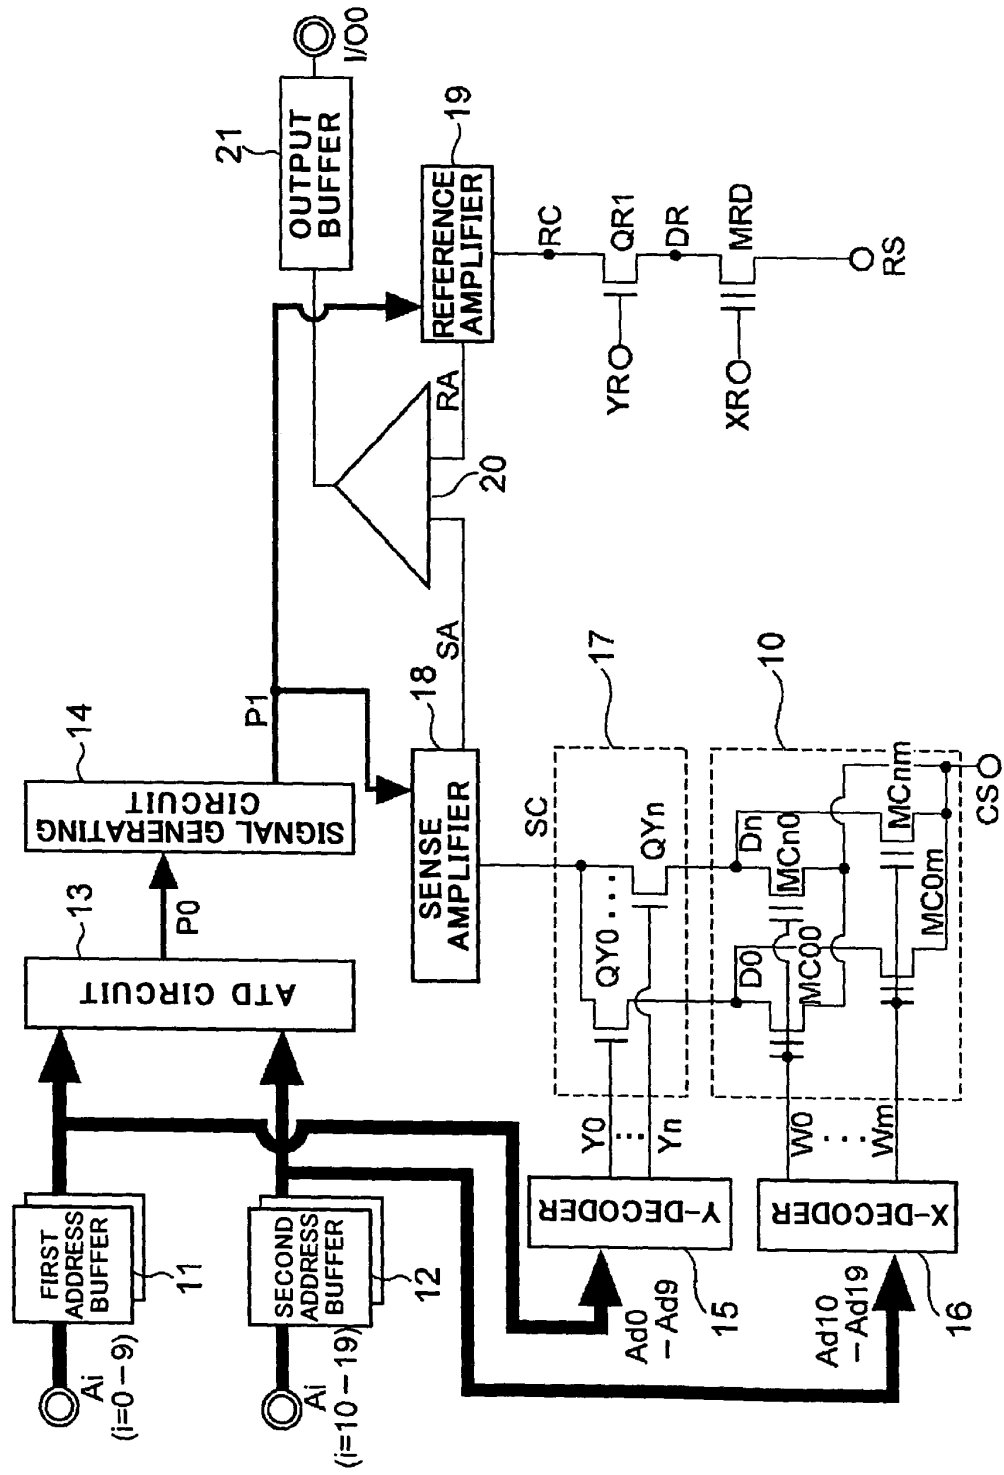 Ai
(i=0-9)
FIRST
ADDRESS
BUFFER
11
Ai
(i=10-19)
SECOND
ADDRESS
BUFFER
12
ATD CIRCUIT
13
P0
SIGNAL GENERATING
CIRCUIT
14
P1
OUTPUT
BUFFER
21
I/O0
SENSE
AMPLIFIER
18
SA
20
RA
REFERENCE
AMPLIFIER
19
RC
YR
QR1
DR
XR
MRD
RS
Ad0
-Ad9
15
Y-DECODER
Y0
...
Yn
SC
QY0
...
QYn
17
Ad10
-Ad19
16
X-DECODER
W0
...
Wm
D0
Dn
MC00
MCn0
MC0m
MCnm
10
CS